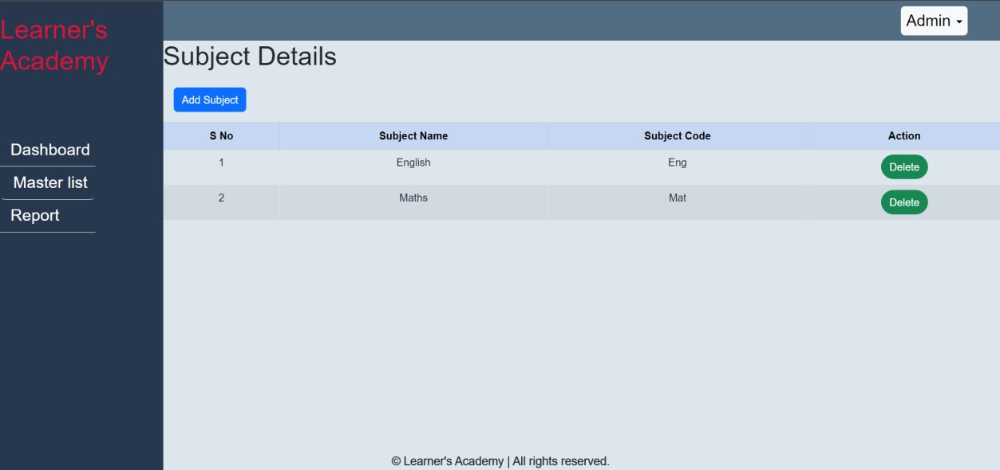 Learner's
Academy
Admin
Subject Details
Add Subject
Dashboard
Master list
Report
S No Subject Name Subject Code Action
1 English Eng Delete
2 Maths Mat Delete
© Learner's Academy | All rights reserved.